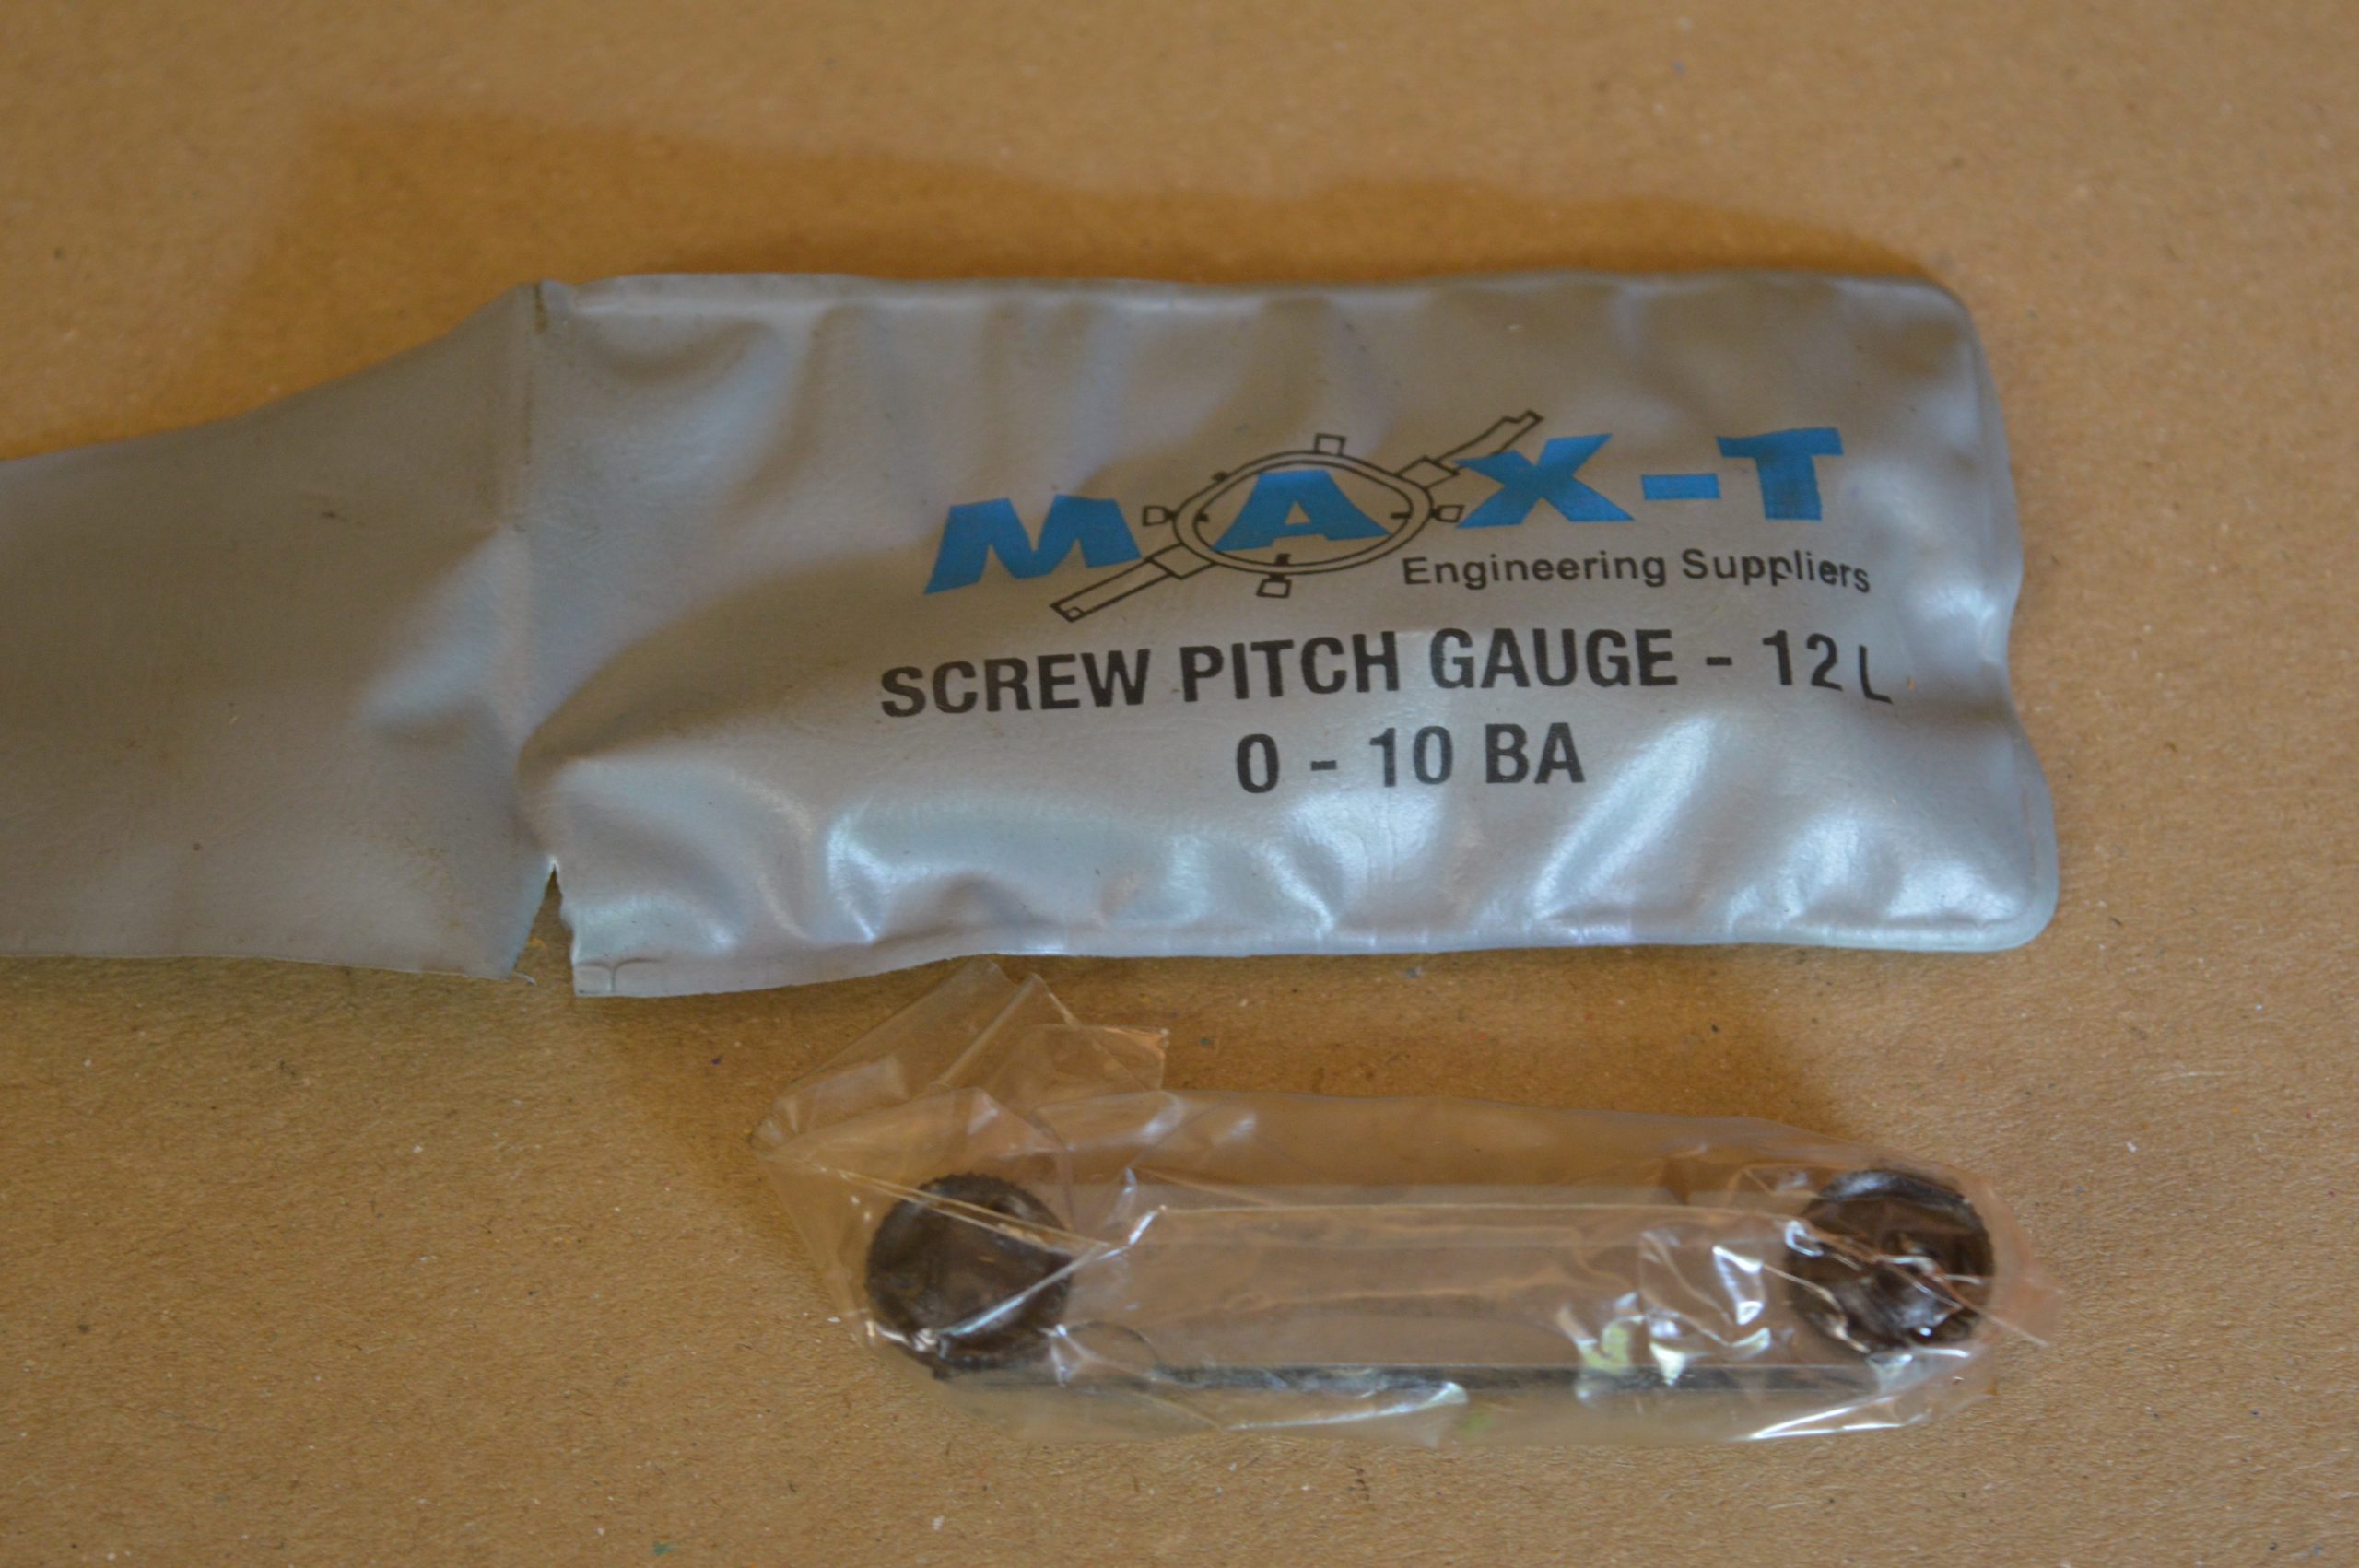 MAX-T
Engineering Suppliers
SCREW PITCH GAUGE - 12 L
0 - 10 BA